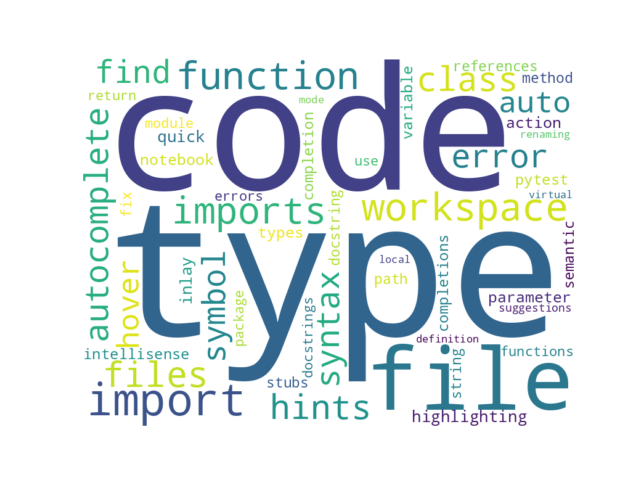 references
find
function
class
method
code
return
mode
variable
auto
module
action
quick
completion
renaming
autocomplete
error
notebook
use
pytest
fix
errors
virtual
imports
docstring
workspace
type
types
semantic
hover
inlay
symbol
local
syntax
path
completions
parameter
package
docstrings
suggestions
definition
intellisense
file
functions
files
stubs
string
import
hints
highlighting